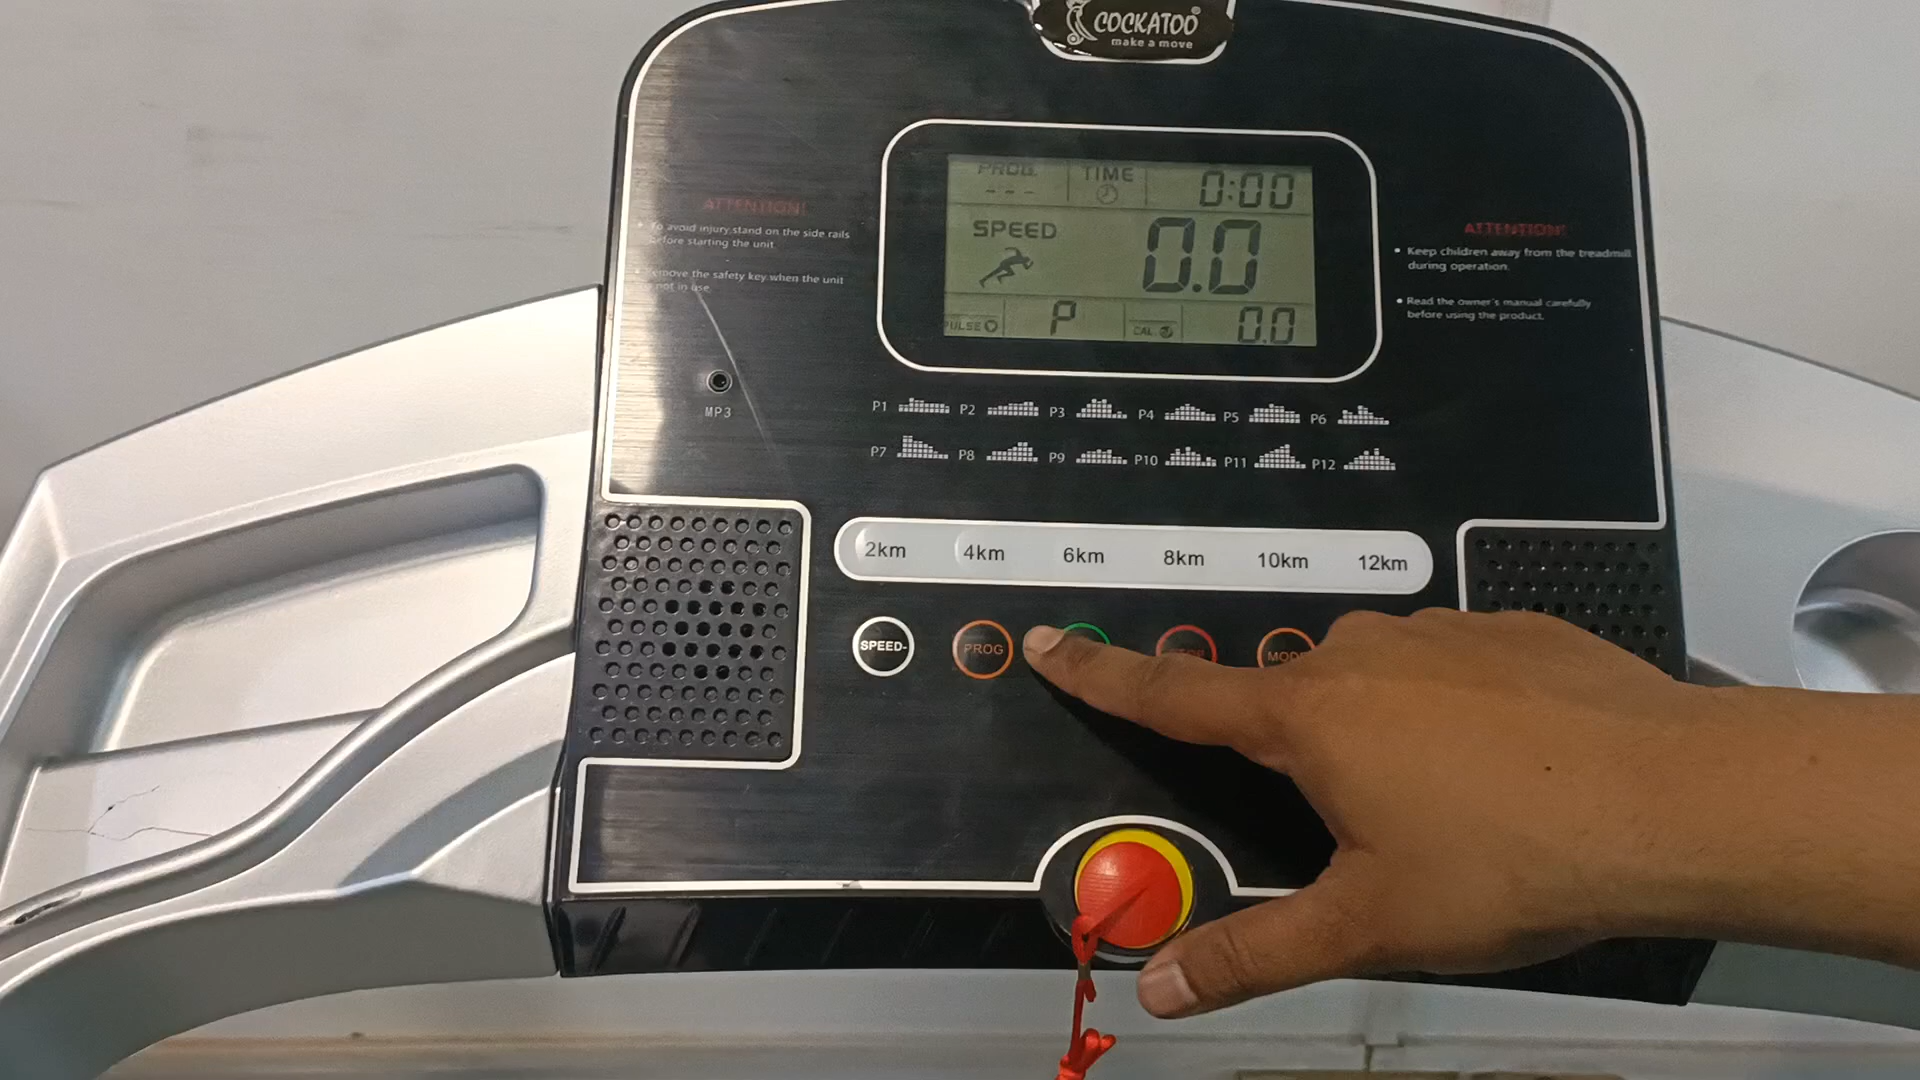 COCKATOO®
make a move
PROG. TIME 0:00
---
SPEED 0.0
PULSE P CAL. 0.0
ATTENTION!
• To avoid injury,stand on the side rails
before starting the unit.
• Remove the safety key when the unit
not in use.
ATTENTION!
• Keep children away from the treadmill
during operation.
• Read the owner's manual carefully
before using the product.
MP3
P1 P2 P3 P4 P5 P6
P7 P8 P9 P10 P11 P12
2km 4km 6km 8km 10km 12km
SPEED- PROG